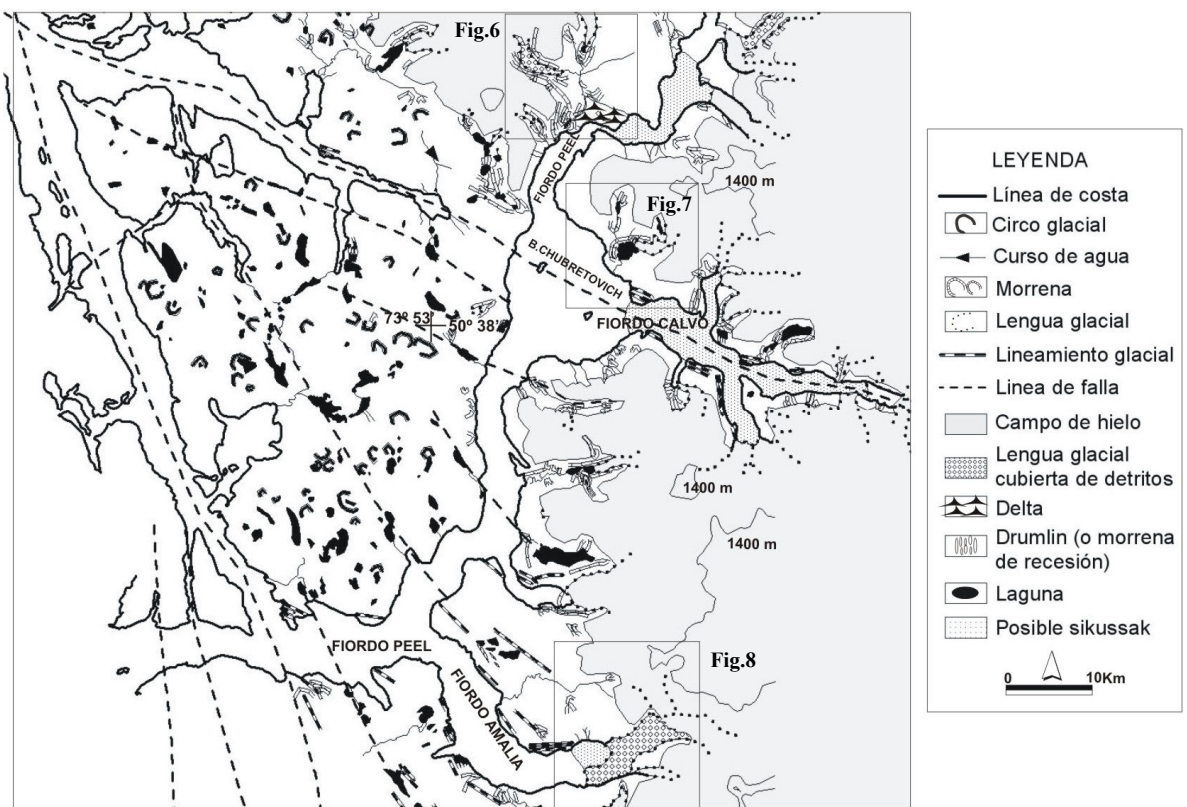 Fig.6
FIORDO PEEL
1400 m
Fig.7
B.CHUBRETOVICH
73º 53'
50º 38'
FIORDO CALVO
1400 m
1400 m
FIORDO PEEL
Fig.8
FIORDO AMALIA
LEYENDA
Línea de costa
Circo glacial
Curso de agua
Morrena
Lengua glacial
Lineamiento glacial
Linea de falla
Campo de hielo
Lengua glacial
cubierta de detritos
Delta
Drumlin (o morrena
de recesión)
Laguna
Posible sikussak
0 10Km